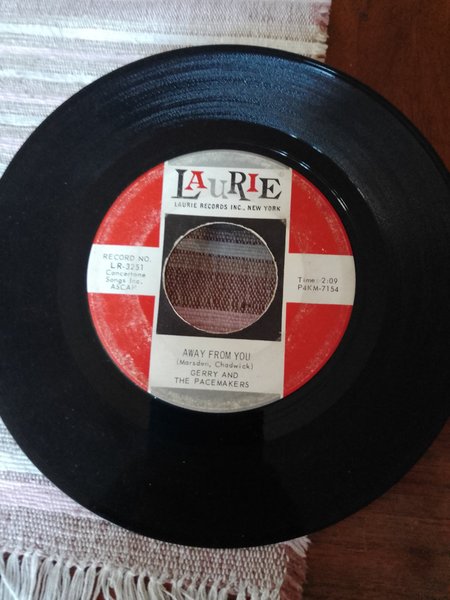 LAuRIE®
LAURIE RECORDS INC., NEW YORK
RECORD NO.
LR-3251
Concertone
Songs Inc.
ASCAP
Time: 2:09
P4KM-7154
AWAY FROM YOU
(Marsden, Chadwick)
GERRY AND
THE PACEMAKERS